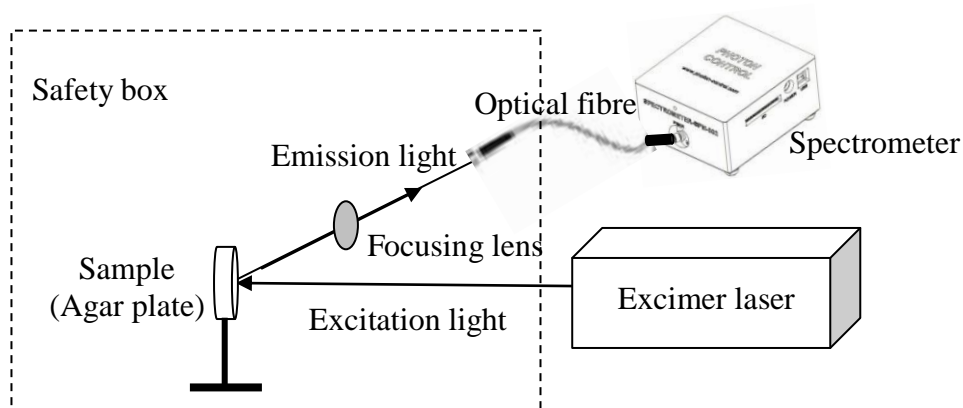 Safety box
Optical fibre
PHOTON
CONTROL
Emission light
Spectrometer
Focusing lens
Sample
(Agar plate)
Excimer laser
Excitation light